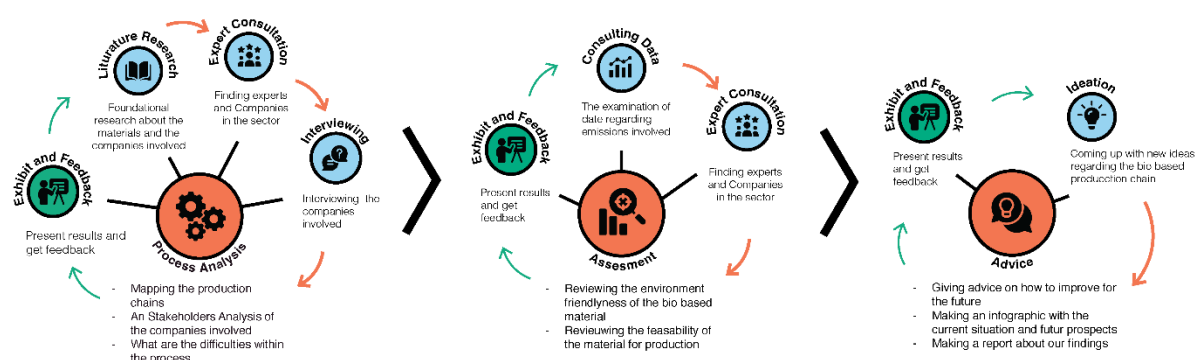 Exhibit and Feedback
Present results and
get feedback
Liturature Research
Foundational
research about the
materials and the
companies involved
Expert Consultation
Finding experts
and Companies
in the sector
Interviewing
Interviewing  the
companies
involved
Process Analysis
- Mapping the production
chains
- An Stakeholders Analysis of
the companies involved
- What are the difficulties within
the process
Exhibit and Feedback
Present results
and get feedback
Consulting Data
The examination of
date regarding
emissions involved
Expert Consultation
Finding experts
and Companies
in the sector
Assesment
- Reviewing the environment
friendlyness of the bio based
material
- Revieuwing the feasability of
the material for production
Exhibit and Feedback
Present results
and get
feedback
Ideation
Coming up with new ideas
regarding the bio based
production chain
Advice
- Giving advice on how to improve for
the future
- Making an infographic with the
current situation and futur prospects
- Making a report about our findings